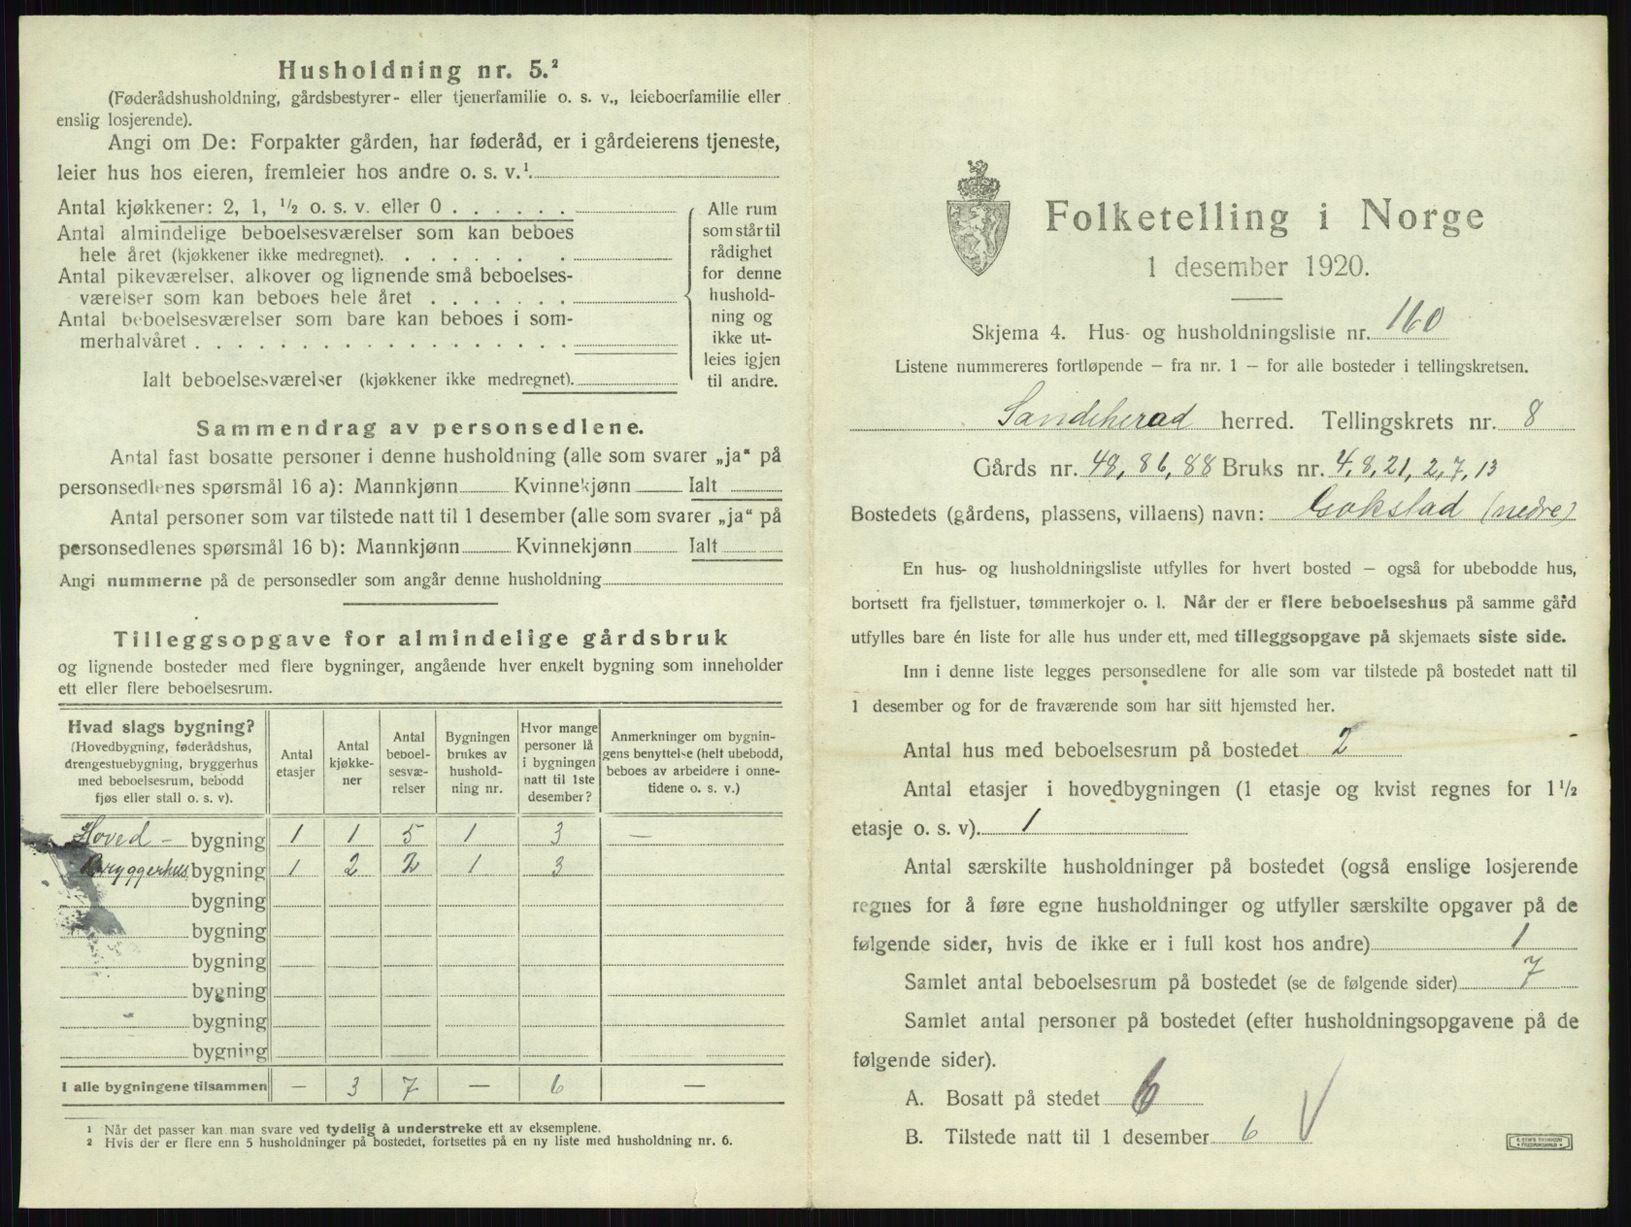 Husholdning nr. 5.²
(Føderådshusholdning, gårdsbestyrer- eller tjenerfamilie o. s. v., leieboerfamilie eller
enslig losjerende).
Angi om De: Forpakter gården, har føderåd, er i gårdeierens tjeneste,
leier hus hos eieren, fremleier hos andre o. s. v.¹
Antal kjøkkener: 2, 1, ½ o. s. v. eller 0 . . . . . .
Antal almindelige beboelsesværelser som kan beboes
hele året (kjøkkener ikke medregnet). . . . . . . .
Antal pikeværelser, alkover og lignende små beboelses-
værelser som kan beboes hele året . . . . . . .
Antal beboelsesværelser som bare kan beboes i som-
merhalvåret . . . . . . . . . . . . . . . . . .
Ialt beboelsesværelser (kjøkkener ikke medregnet).
Alle rum
som står til
rådighet
for denne
hushold-
ning og
ikke ut-
leies igjen
til andre.
Sammendrag av personsedlene.
Antal fast bosatte personer i denne husholdning (alle som svarer „ja“ på
personsedlenes spørsmål 16 a): Mannkjønn Kvinnekjønn Ialt
Antal personer som var tilstede natt til 1 desember (alle som svarer „ja“ på
personsedlenes spørsmål 16 b): Mannkjønn Kvinnekjønn Ialt
Angi nummerne på de personsedler som angår denne husholdning
Tilleggsopgave for almindelige gårdsbruk
og lignende bosteder med flere bygninger, angående hver enkelt bygning som inneholder
ett eller flere beboelsesrum.
Hvad slags bygning?
(Hovedbygning, føderådshus,
drengestuebygning, bryggerhus
med beboelsesrum, bebodd
fjøs eller stall o. s. v).
Antal
etasjer
Antal
kjøkke-
ner
Antal
beboel-
sesvæ-
relser
Bygningen
brukes av
hushold-
ning nr.
Hvor mange
personer lå
i bygningen
natt til 1ste
desember?
Anmerkninger om bygnin-
gens benyttelse (helt ubebodd,
beboes av arbeidere i onne-
tidene o. s. v.)
Hoved - bygning 1 1 5 1 3 —
Bryggerhus bygning 1 2 2 1 3
bygning
bygning
bygning
bygning
bygning
bygning
I alle bygningene tilsammen — 3 7 — 6 —
¹ Når det passer kan man svare ved tydelig å understreke ett av eksemplene.
² Hvis der er flere enn 5 husholdninger på bostedet, fortsettes på en ny liste med husholdning nr. 6.
Folketelling i Norge
1 desember 1920.
Skjema 4. Hus- og husholdningsliste nr. 160
Listene nummereres fortløpende — fra nr. 1 — for alle bosteder i tellingskretsen.
Sandeherad herred. Tellingskrets nr. 8
Gårds nr. 48, 86, 88 Bruks nr. 4, 8, 21, 2, 7, 13
Bostedets (gårdens, plassens, villaens) navn: Gokstad (nedre)
En hus- og husholdningsliste utfylles for hvert bosted — også for ubebodde hus,
bortsett fra fjellstuer, tømmerkojer o. l. Når der er flere beboelseshus på samme gård
utfylles bare én liste for alle hus under ett, med tilleggsopgave på skjemaets siste side.
Inn i denne liste legges personsedlene for alle som var tilstede på bostedet natt til
1 desember og for de fraværende som har sitt hjemsted her.
Antal hus med beboelsesrum på bostedet 2
Antal etasjer i hovedbygningen (1 etasje og kvist regnes for 1½
etasje o. s. v). 1
Antal særskilte husholdninger på bostedet (også enslige losjerende
regnes for å føre egne husholdninger og utfyller særskilte opgaver på de
følgende sider, hvis de ikke er i full kost hos andre) 1
Samlet antal beboelsesrum på bostedet (se de følgende sider) 7
Samlet antal personer på bostedet (efter husholdningsopgavene på de
følgende sider).
A. Bosatt på stedet 6
B. Tilstede natt til 1 desember 6